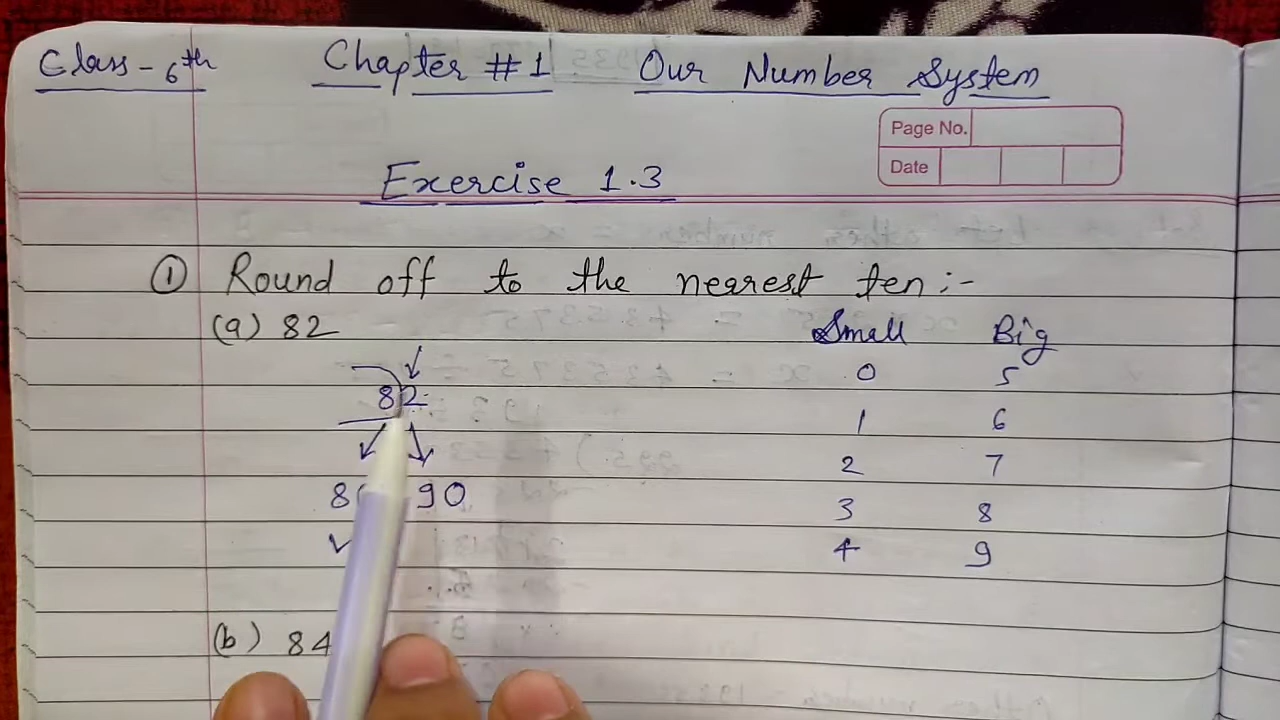 Class - 6th Chapter # 1 Our Number System
Page No.
Date
Exercise 1.3
① Round off to the nearest ten :-
(a) 82
Small Big
0 5
82
1 6
2 7
90
3 8
4 9
(b) 84